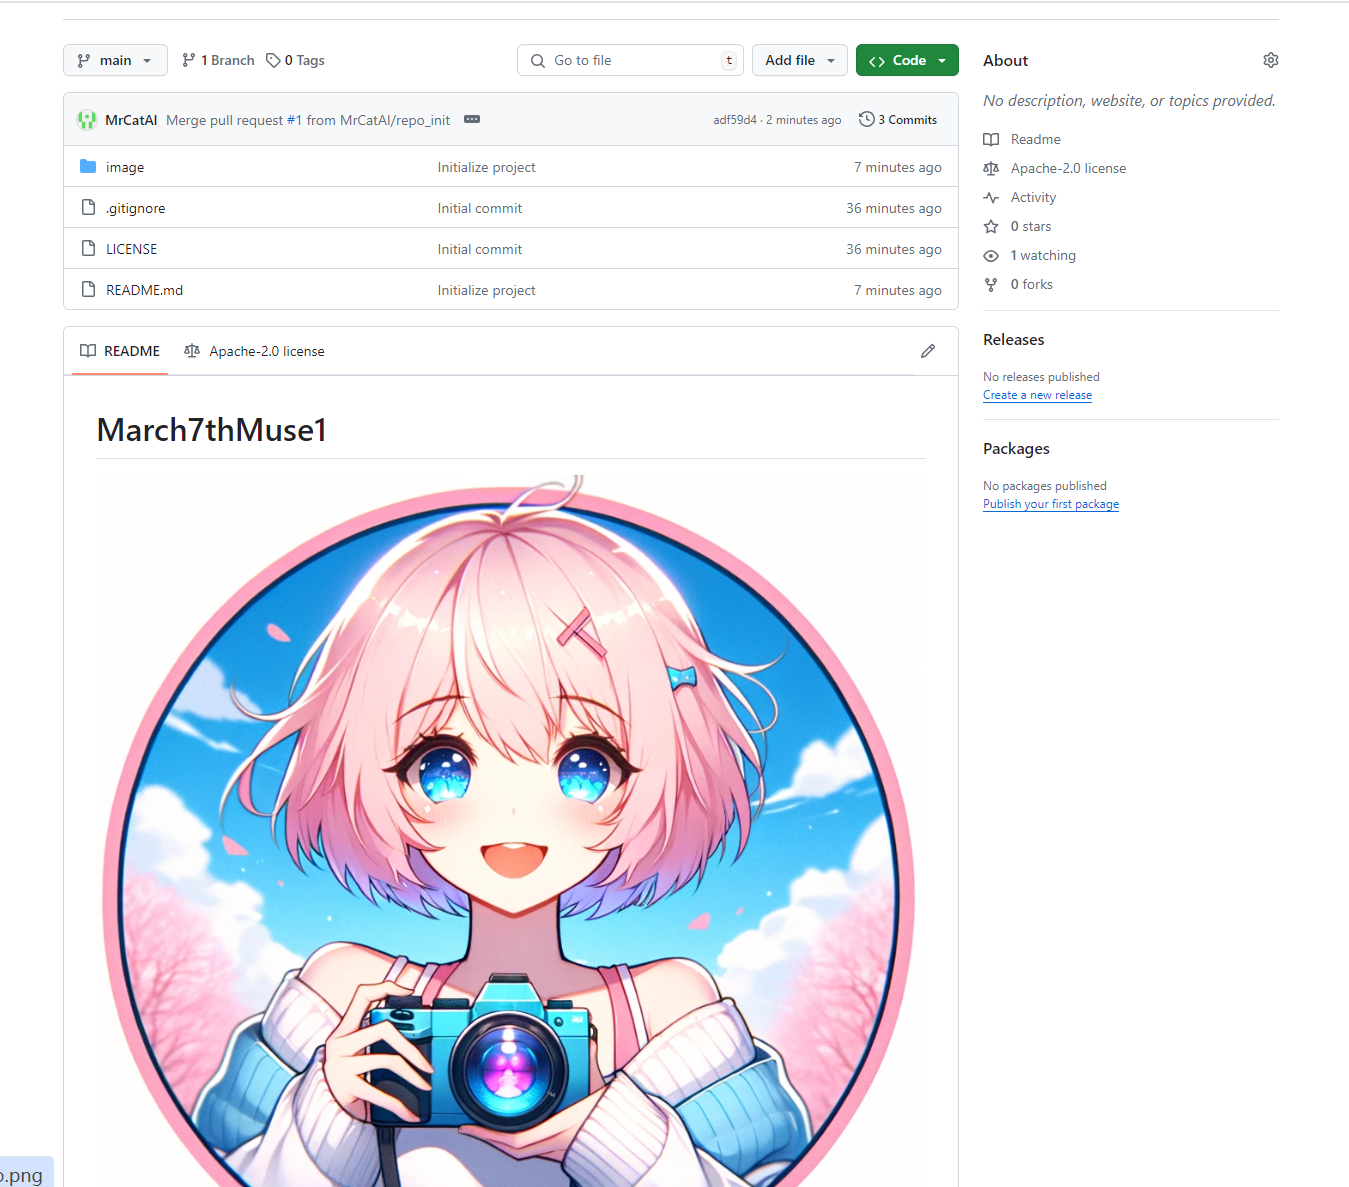 main
1 Branch
0 Tags
Go to file
t
Add file
Code
MrCatAI Merge pull request #1 from MrCatAI/repo_init
adf59d4 · 2 minutes ago
3 Commits
image Initialize project 7 minutes ago
.gitignore Initial commit 36 minutes ago
LICENSE Initial commit 36 minutes ago
README.md Initialize project 7 minutes ago
README
Apache-2.0 license
March7thMuse1
About
No description, website, or topics provided.
Readme
Apache-2.0 license
Activity
0 stars
1 watching
0 forks
Releases
No releases published
Create a new release
Packages
No packages published
Publish your first package
o.png